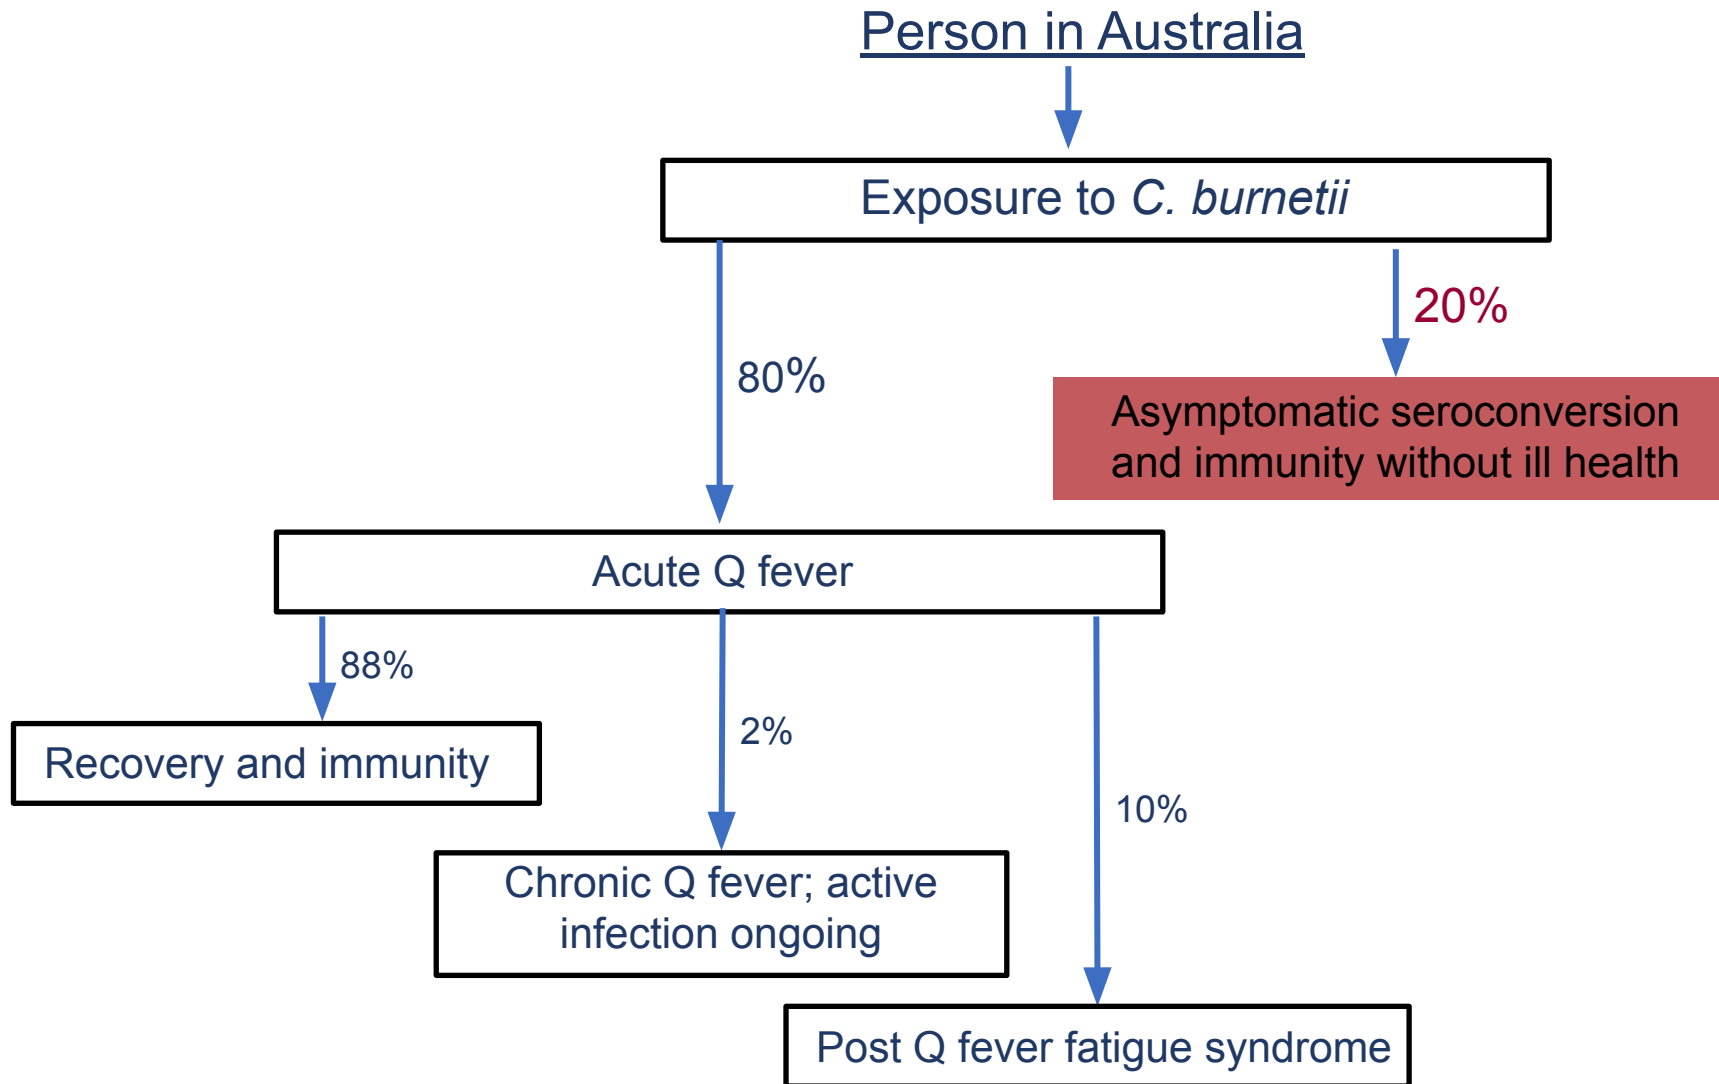 Person in Australia
Exposure to C. burnetii
20%
80%
Asymptomatic seroconversion
and immunity without ill health
Acute Q fever
88%
2%
10%
Recovery and immunity
Chronic Q fever; active
infection ongoing
Post Q fever fatigue syndrome